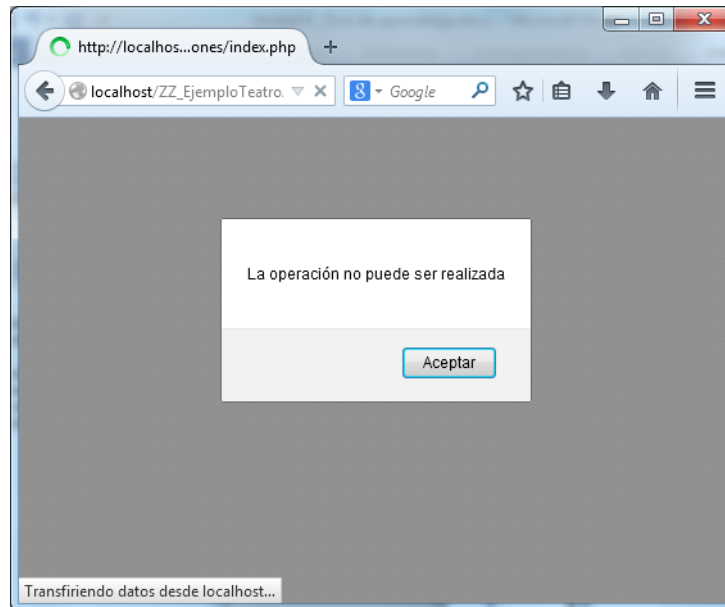 http://localhos...ones/index.php
localhost/ZZ_EjemploTeatro.
8 Google
La operación no puede ser realizada
Aceptar
Transfiriendo datos desde localhost...